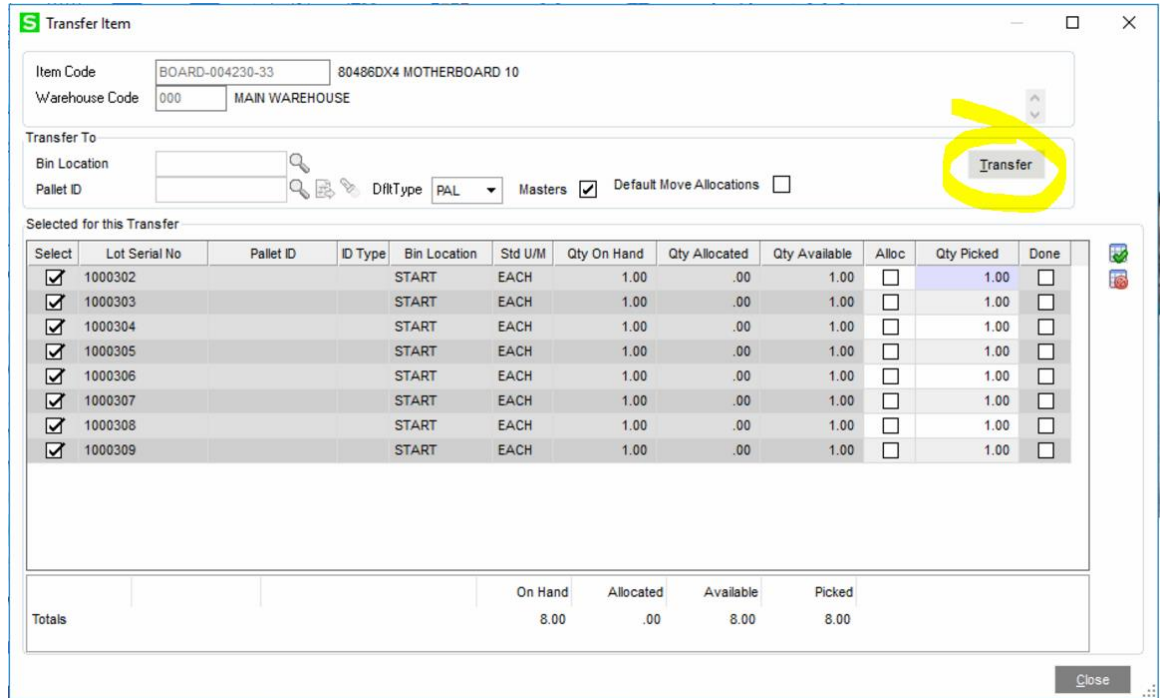 S Transfer Item
Item Code BOARD-004230-33 80486DX4 MOTHERBOARD 10
Warehouse Code 000 MAIN WAREHOUSE
Transfer To
Bin Location
Transfer
Pallet ID DfltType PAL Masters Default Move Allocations
Selected for this Transfer
Select Lot Serial No Pallet ID ID Type Bin Location Std U/M Qty On Hand Qty Allocated Qty Available Alloc Qty Picked Done
1000302 START EACH 1.00 .00 1.00 1.00
1000303 START EACH 1.00 .00 1.00 1.00
1000304 START EACH 1.00 .00 1.00 1.00
1000305 START EACH 1.00 .00 1.00 1.00
1000306 START EACH 1.00 .00 1.00 1.00
1000307 START EACH 1.00 .00 1.00 1.00
1000308 START EACH 1.00 .00 1.00 1.00
1000309 START EACH 1.00 .00 1.00 1.00
On Hand Allocated Available Picked
Totals 8.00 .00 8.00 8.00
Close